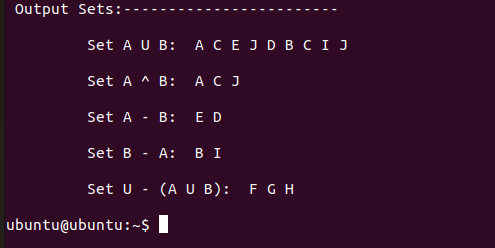 Output Sets:------------------------
Set A U B: A C E J D B C I J
Set A ^ B: A C J
Set A - B: E D
Set B - A: B I
Set U - (A U B): F G H
ubuntu@ubuntu:~$